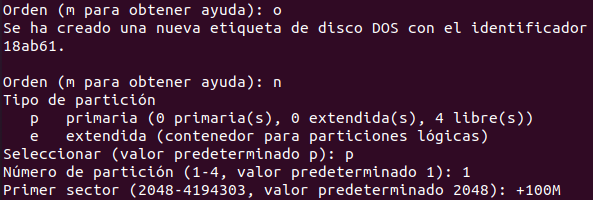 Orden (m para obtener ayuda): o
Se ha creado una nueva etiqueta de disco DOS con el identificador
18ab61.
Orden (m para obtener ayuda): n
Tipo de partición
p primaria (0 primaria(s), 0 extendida(s), 4 libre(s))
e extendida (contenedor para particiones lógicas)
Seleccionar (valor predeterminado p): p
Número de partición (1-4, valor predeterminado 1): 1
Primer sector (2048-4194303, valor predeterminado 2048): +100M